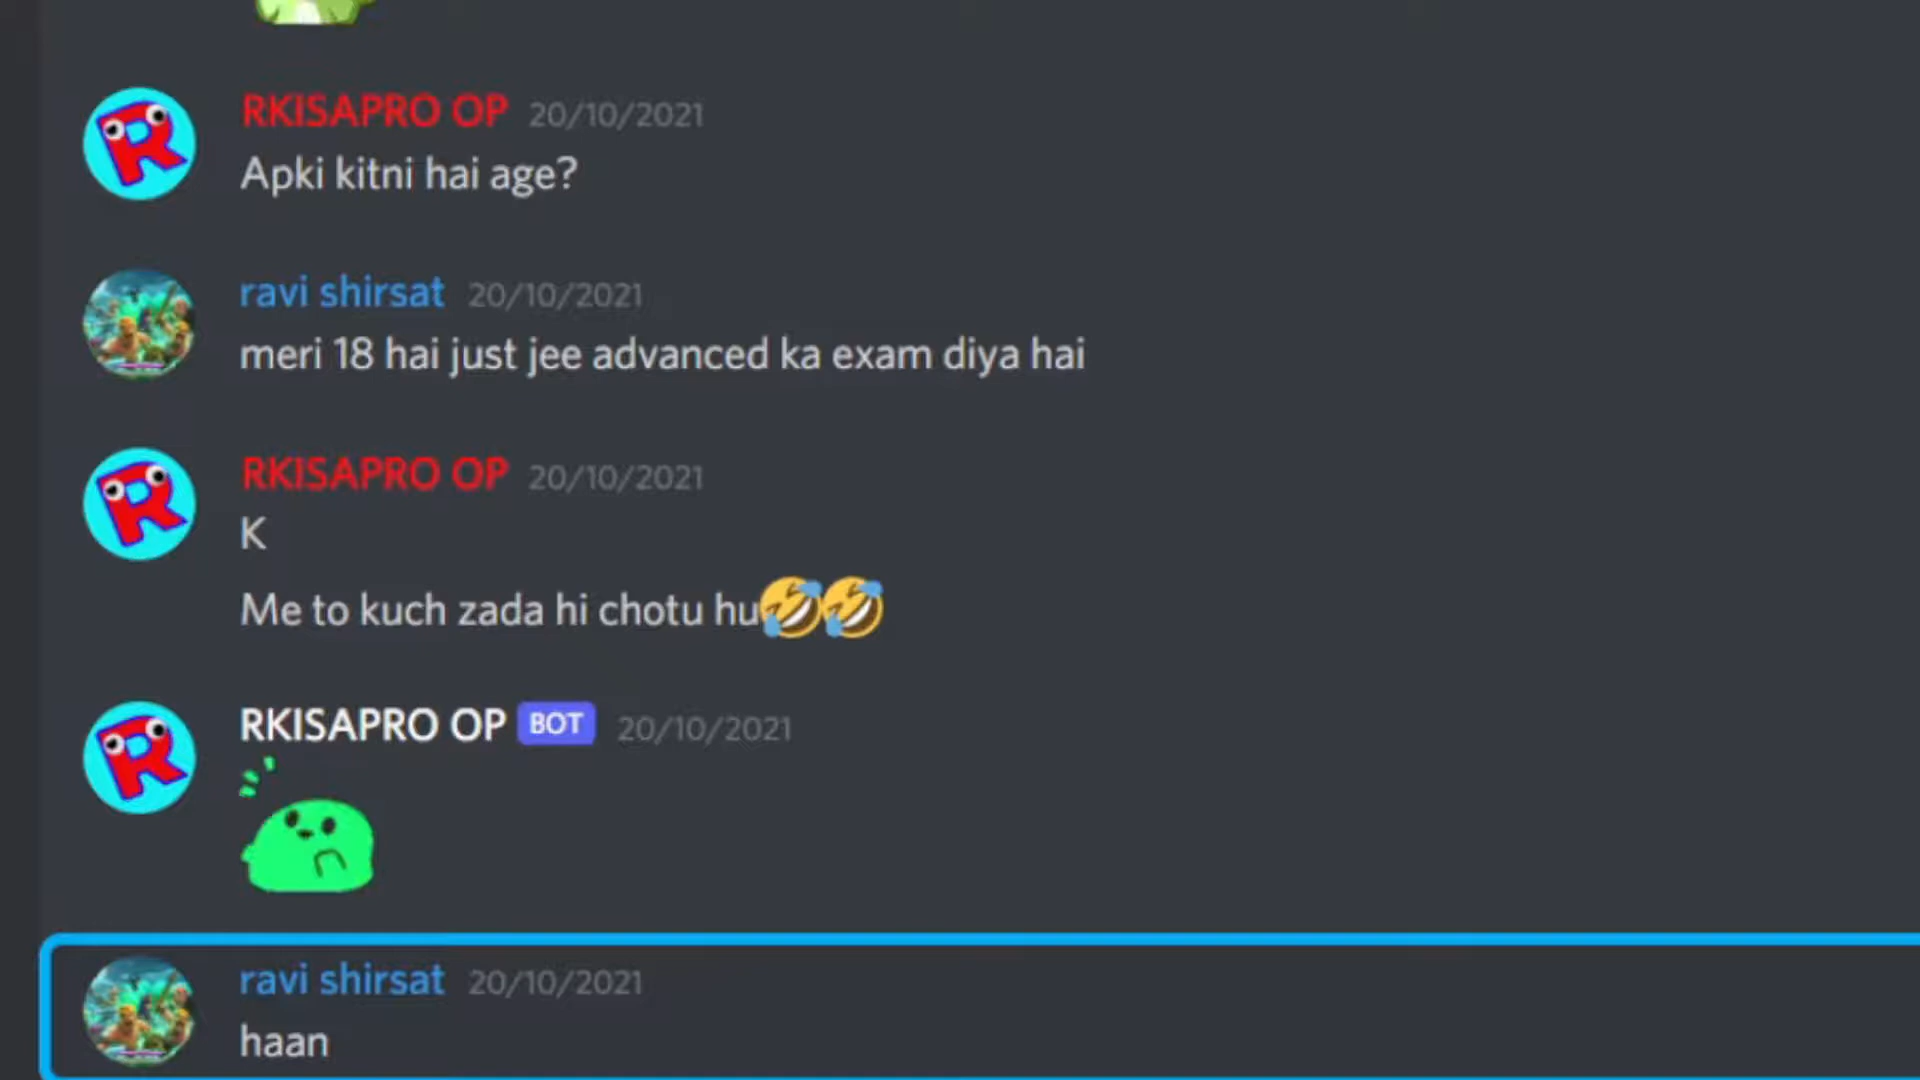 RKISAPRO OP 20/10/2021
Apki kitni hai age?
ravi shirsat 20/10/2021
meri 18 hai just jee advanced ka exam diya hai
RKISAPRO OP 20/10/2021
K
Me to kuch zada hi chotu hu🤣🤣
RKISAPRO OP BOT 20/10/2021
ravi shirsat 20/10/2021
haan